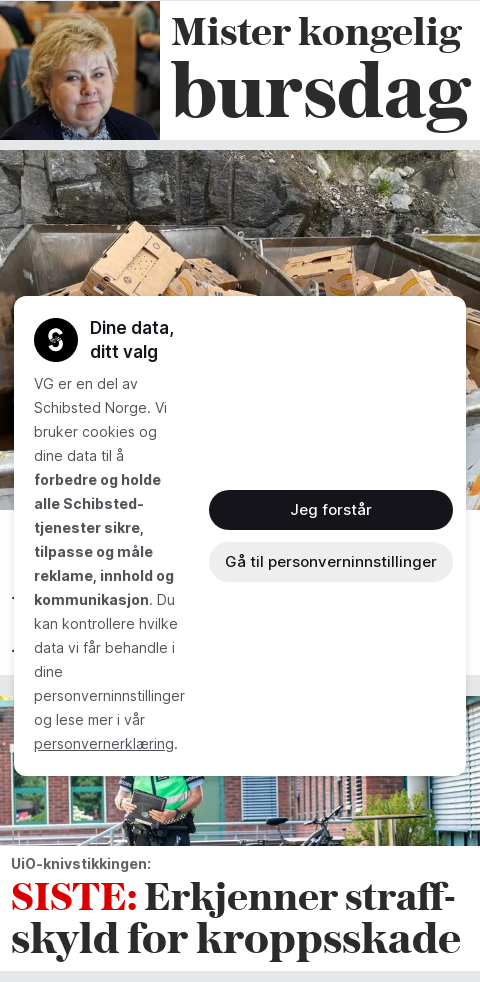 Mister kongelig
bursdag
Dine data,
ditt valg
VG er en del av
Schibsted Norge. Vi
bruker cookies og
dine data til å
forbedre og holde
alle Schibsted-
tjenester sikre,
tilpasse og måle
reklame, innhold og
kommunikasjon. Du
kan kontrollere hvilke
data vi får behandle i
dine
personverninnstillinger
og lese mer i vår
personvernerklæring.
Jeg forstår
Gå til personverninnstillinger
UiO-knivstikkingen:
SISTE: Erkjenner straff-
skyld for kroppsskade